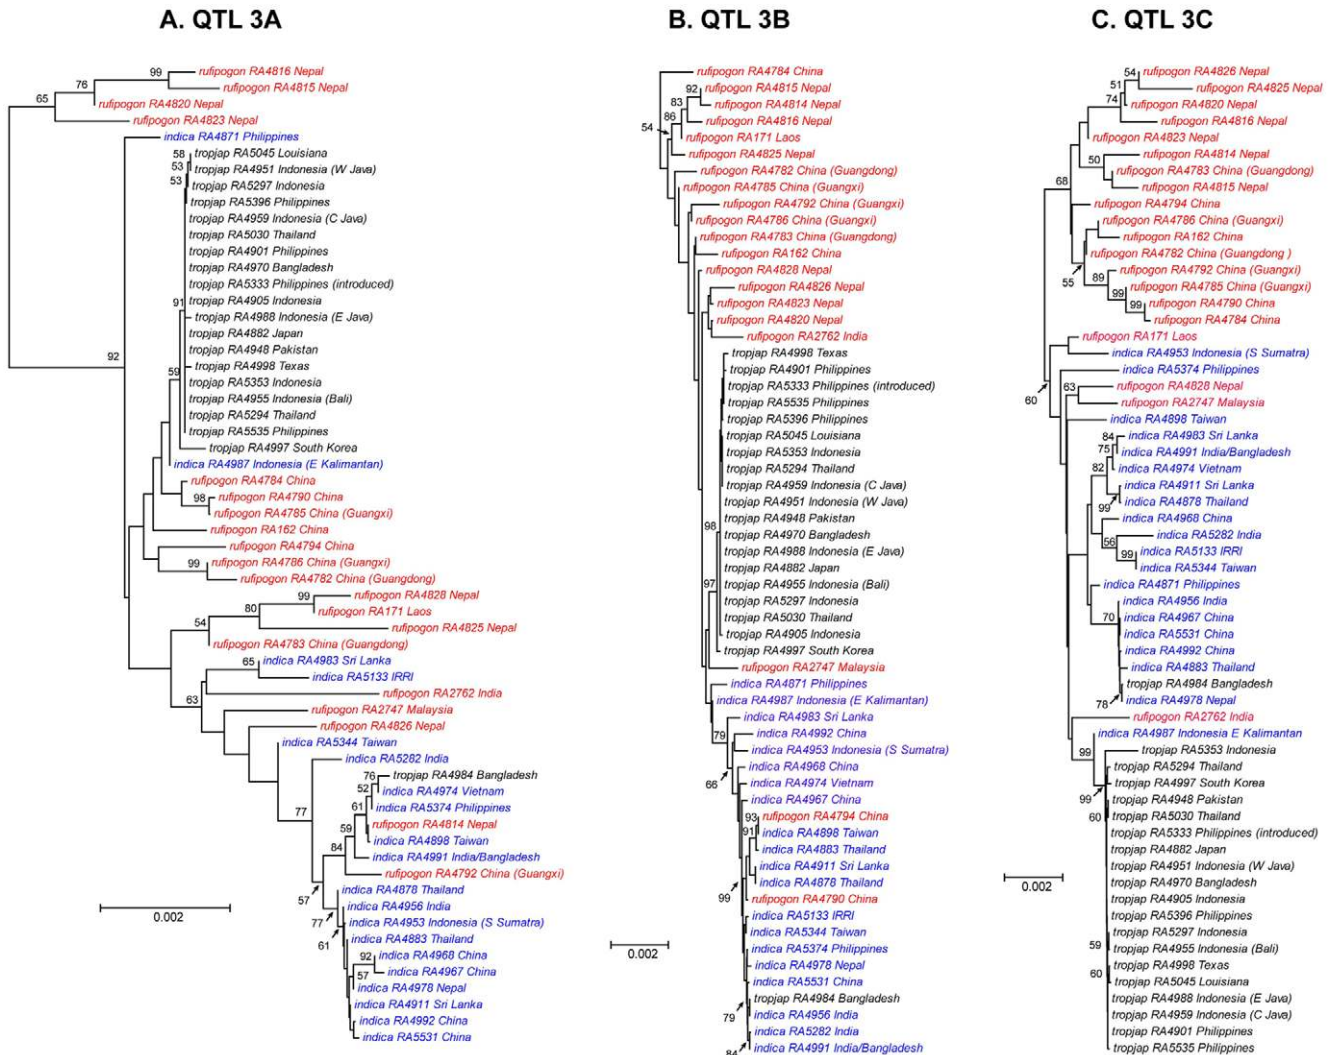 A. QTL 3A
99
rufipogon RA4816 Nepal
76
rufipogon RA4815 Nepal
65
rufipogon RA4820 Nepal
rufipogon RA4823 Nepal
indica RA4871 Philippines
58
tropjap RA5045 Louisiana
53
tropjap RA4951 Indonesia (W Java)
53
tropjap RA5297 Indonesia
tropjap RA5396 Philippines
tropjap RA4959 Indonesia (C Java)
tropjap RA5030 Thailand
tropjap RA4901 Philippines
tropjap RA4970 Bangladesh
tropjap RA5333 Philippines (introduced)
91
tropjap RA4905 Indonesia
tropjap RA4988 Indonesia (E Java)
tropjap RA4882 Japan
92
tropjap RA4948 Pakistan
59
tropjap RA4998 Texas
tropjap RA5353 Indonesia
tropjap RA4955 Indonesia (Bali)
tropjap RA5294 Thailand
tropjap RA5535 Philippines
tropjap RA4997 South Korea
indica RA4987 Indonesia (E Kalimantan)
rufipogon RA4784 China
98
rufipogon RA4790 China
rufipogon RA4785 China (Guangxi)
rufipogon RA162 China
rufipogon RA4794 China
99
rufipogon RA4786 China (Guangxi)
rufipogon RA4782 China (Guangdong)
99
rufipogon RA4828 Nepal
80
rufipogon RA171 Laos
54
rufipogon RA4825 Nepal
rufipogon RA4783 China (Guangdong)
65
indica RA4983 Sri Lanka
indica RA5133 IRRI
63
rufipogon RA2762 India
rufipogon RA2747 Malaysia
rufipogon RA4826 Nepal
indica RA5344 Taiwan
indica RA5282 India
76
tropjap RA4984 Bangladesh
52
indica RA4974 Vietnam
77
61
indica RA5374 Philippines
59
rufipogon RA4814 Nepal
indica RA4898 Taiwan
84
indica RA4991 India/Bangladesh
rufipogon RA4792 China (Guangxi)
57
indica RA4878 Thailand
77
indica RA4956 India
indica RA4953 Indonesia (S Sumatra)
61
indica RA4883 Thailand
92
indica RA4968 China
57
indica RA4967 China
indica RA4978 Nepal
indica RA4911 Sri Lanka
indica RA4992 China
indica RA5531 China
0.002
B. QTL 3B
rufipogon RA4784 China
92
rufipogon RA4815 Nepal
83
rufipogon RA4814 Nepal
86
rufipogon RA4816 Nepal
54
rufipogon RA171 Laos
rufipogon RA4825 Nepal
rufipogon RA4782 China (Guangdong)
rufipogon RA4785 China (Guangxi)
rufipogon RA4792 China (Guangxi)
rufipogon RA4786 China (Guangxi)
rufipogon RA4783 China (Guangdong)
rufipogon RA162 China
rufipogon RA4828 Nepal
rufipogon RA4826 Nepal
rufipogon RA4823 Nepal
rufipogon RA4820 Nepal
rufipogon RA2762 India
tropjap RA4998 Texas
tropjap RA4901 Philippines
tropjap RA5333 Philippines (introduced)
tropjap RA5535 Philippines
tropjap RA5396 Philippines
tropjap RA5045 Louisiana
tropjap RA5353 Indonesia
tropjap RA5294 Thailand
tropjap RA4959 Indonesia (C Java)
tropjap RA4951 Indonesia (W Java)
98
tropjap RA4948 Pakistan
tropjap RA4970 Bangladesh
tropjap RA4988 Indonesia (E Java)
tropjap RA4882 Japan
97
tropjap RA4955 Indonesia (Bali)
tropjap RA5297 Indonesia
tropjap RA5030 Thailand
tropjap RA4905 Indonesia
tropjap RA4997 South Korea
rufipogon RA2747 Malaysia
indica RA4871 Philippines
indica RA4987 Indonesia (E Kalimantan)
indica RA4983 Sri Lanka
79
indica RA4992 China
indica RA4953 Indonesia (S Sumatra)
66
indica RA4968 China
indica RA4974 Vietnam
indica RA4967 China
93
rufipogon RA4794 China
91
indica RA4898 Taiwan
indica RA4883 Thailand
indica RA4911 Sri Lanka
indica RA4878 Thailand
99
rufipogon RA4790 China
indica RA5133 IRRI
indica RA5344 Taiwan
indica RA5374 Philippines
indica RA4978 Nepal
indica RA5531 China
tropjap RA4984 Bangladesh
79
indica RA4956 India
indica RA5282 India
84
indica RA4991 India/Bangladesh
0.002
C. QTL 3C
54
rufipogon RA4826 Nepal
51
rufipogon RA4825 Nepal
74
rufipogon RA4820 Nepal
rufipogon RA4816 Nepal
rufipogon RA4823 Nepal
50
rufipogon RA4814 Nepal
rufipogon RA4783 China (Guangdong)
68
rufipogon RA4815 Nepal
rufipogon RA4794 China
rufipogon RA4786 China (Guangxi)
rufipogon RA162 China
rufipogon RA4782 China (Guangdong )
55
89
rufipogon RA4792 China (Guangxi)
99
rufipogon RA4785 China (Guangxi)
99
rufipogon RA4790 China
rufipogon RA4784 China
rufipogon RA171 Laos
indica RA4953 Indonesia (S Sumatra)
indica RA5374 Philippines
60
63
rufipogon RA4828 Nepal
rufipogon RA2747 Malaysia
indica RA4898 Taiwan
84
indica RA4983 Sri Lanka
75
indica RA4991 India/Bangladesh
82
indica RA4974 Vietnam
indica RA4911 Sri Lanka
99
indica RA4878 Thailand
indica RA4968 China
56
indica RA5282 India
99
indica RA5133 IRRI
indica RA5344 Taiwan
indica RA4871 Philippines
indica RA4956 India
70
indica RA4967 China
indica RA5531 China
indica RA4992 China
indica RA4883 Thailand
tropjap RA4984 Bangladesh
78
indica RA4978 Nepal
rufipogon RA2762 India
indica RA4987 Indonesia E Kalimantan
99
tropjap RA5353 Indonesia
tropjap RA5294 Thailand
tropjap RA4997 South Korea
99
tropjap RA4948 Pakistan
60
tropjap RA5030 Thailand
tropjap RA5333 Philippines (introduced)
tropjap RA4882 Japan
tropjap RA4951 Indonesia (W Java)
tropjap RA4970 Bangladesh
tropjap RA4905 Indonesia
tropjap RA5396 Philippines
tropjap RA5297 Indonesia
59
tropjap RA4955 Indonesia (Bali)
tropjap RA4998 Texas
60
tropjap RA5045 Louisiana
tropjap RA4988 Indonesia (E Java)
tropjap RA4959 Indonesia (C Java)
tropjap RA4901 Philippines
tropjap RA5535 Philippines
0.002